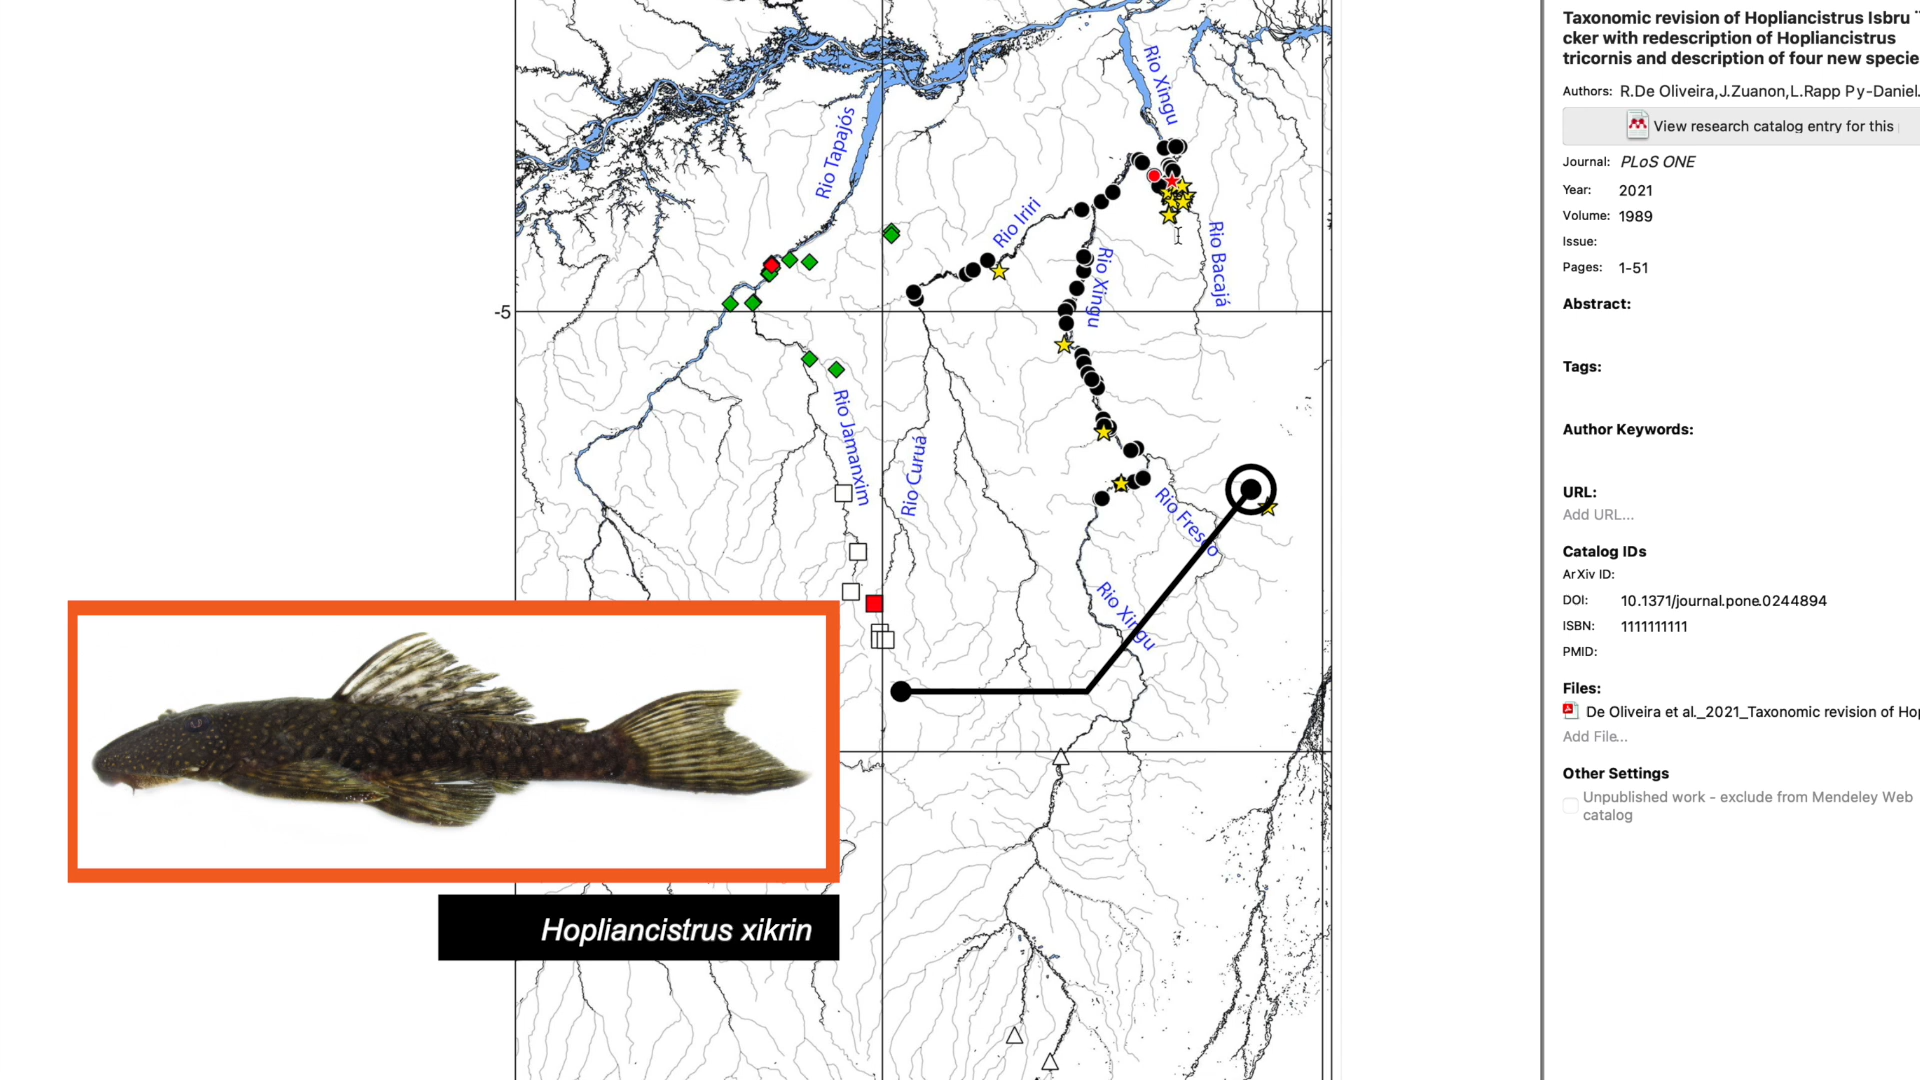 Rio Xingu
Rio Tapajós
Rio Iriri
Rio Bacajá
Rio Xingu
-5
Rio Jamanxim
Rio Curuá
Rio Fresco
Rio Xingu
Hopliancistrus xikrin
Taxonomic revision of Hopliancistrus Isbru ¨
cker with redescription of Hopliancistrus
tricornis and description of four new specie
Authors: R.De Oliveira,J.Zuanon,L.Rapp Py-Daniel.
View research catalog entry for this
Journal: PLoS ONE
Year: 2021
Volume: 1989
Issue:
Pages: 1-51
Abstract:
Tags:
Author Keywords:
URL:
Add URL...
Catalog IDs
ArXiv ID:
DOI: 10.1371/journal.pone.0244894
ISBN: 1111111111
PMID:
Files:
De Oliveira et al._2021_Taxonomic revision of Hop
Add File...
Other Settings
Unpublished work - exclude from Mendeley Web
catalog